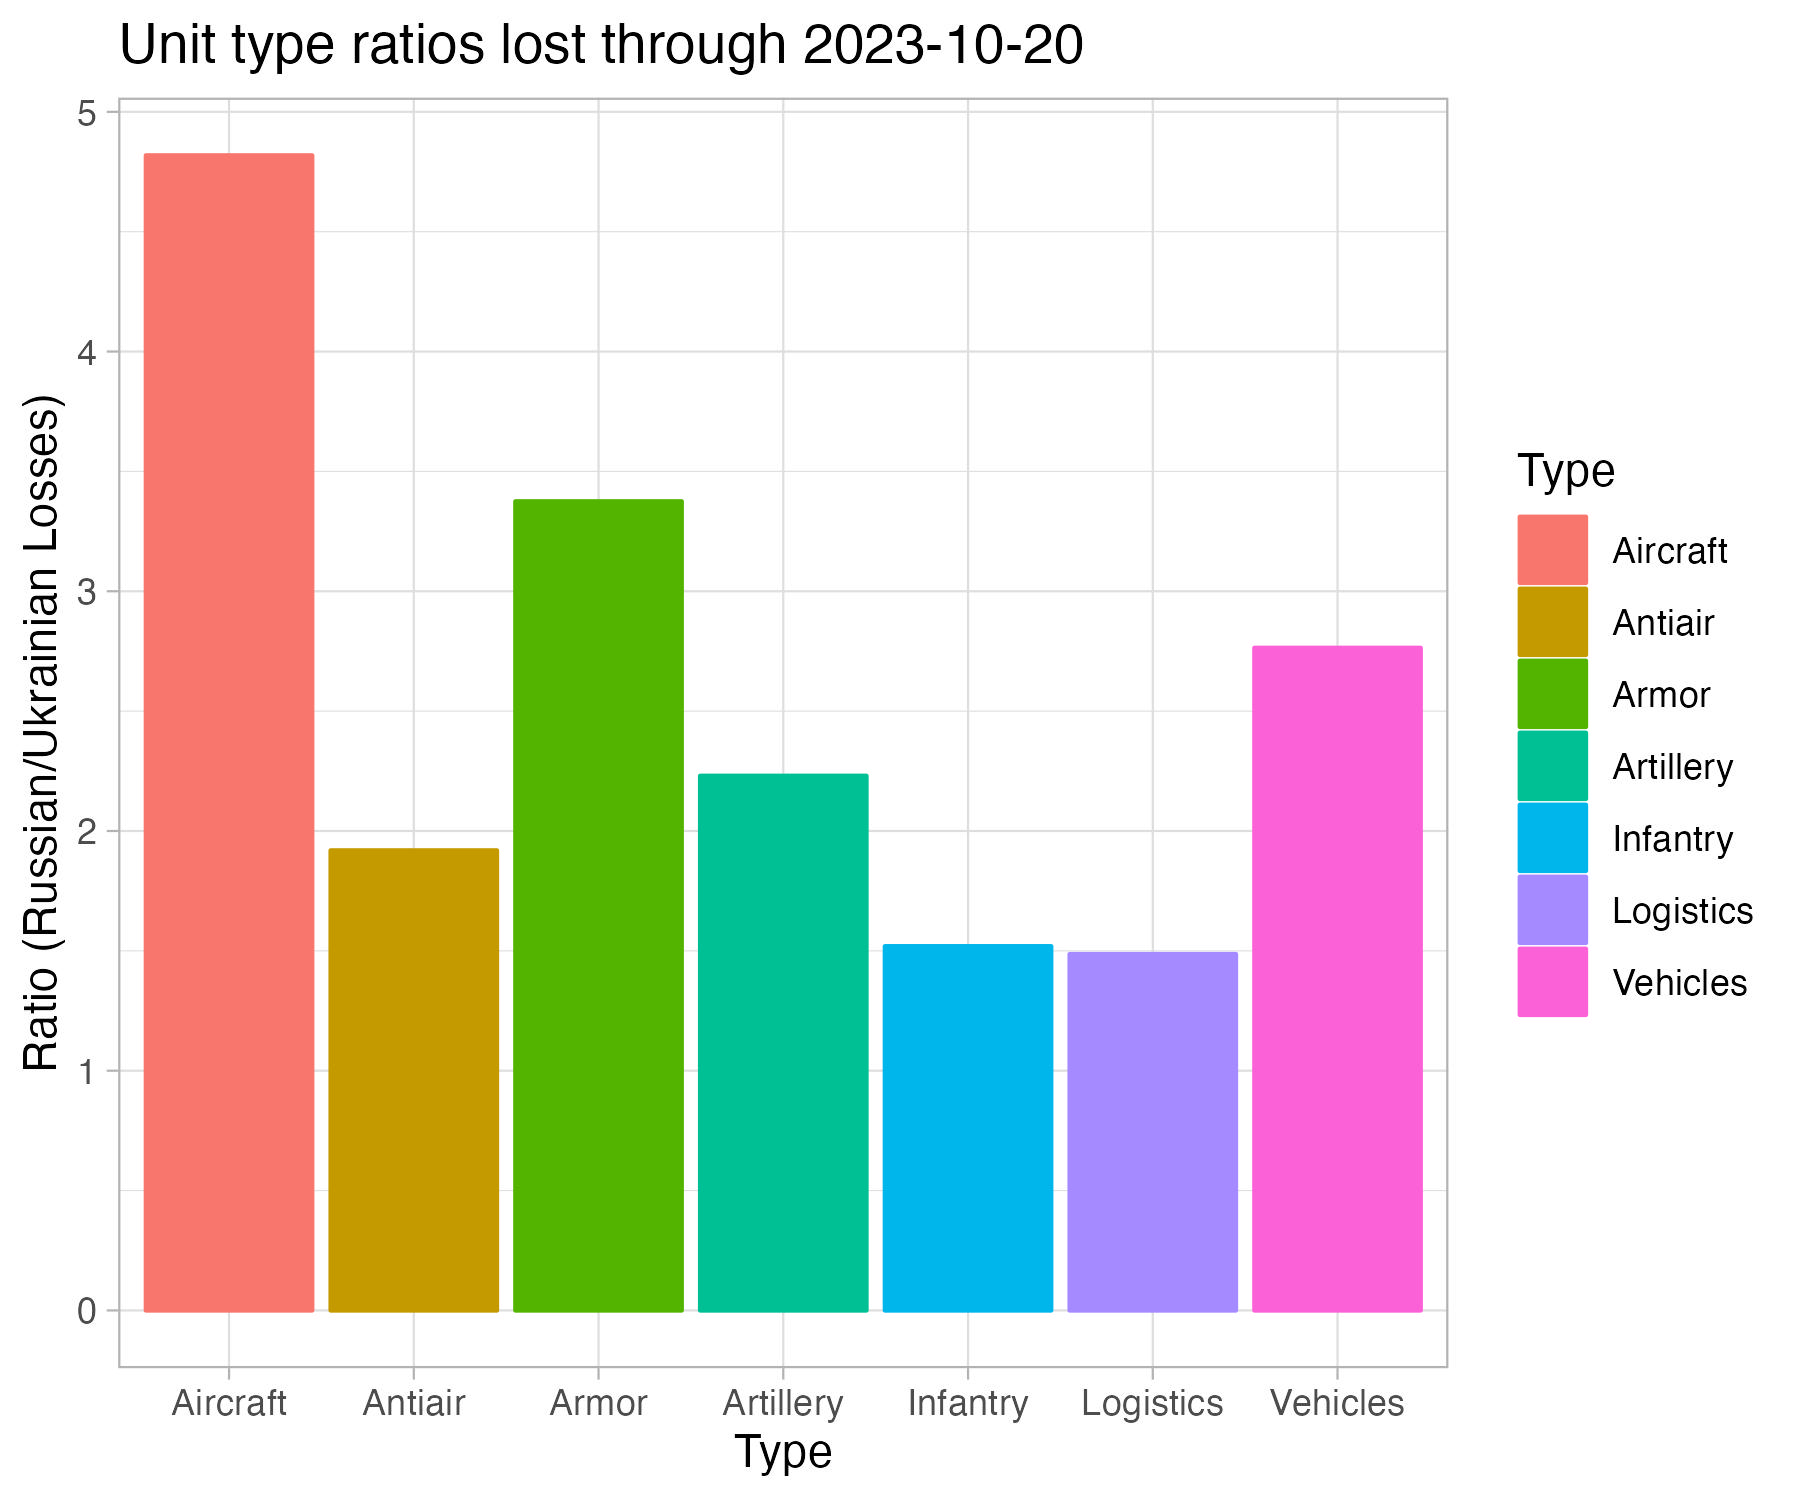 Unit type ratios lost through 2023-10-20
Ratio (Russian/Ukrainian Losses)
5
4
3
2
1
0
Aircraft
Antiair
Armor
Artillery
Infantry
Logistics
Vehicles
Type
Type
Aircraft
Antiair
Armor
Artillery
Infantry
Logistics
Vehicles